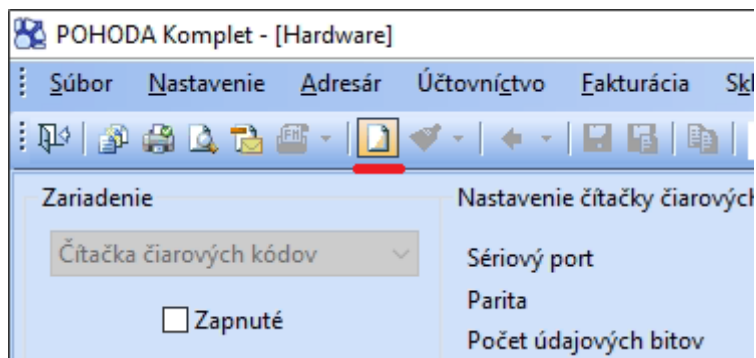 POHODA Komplet - [Hardware]
Súbor Nastavenie Adresár Účtovníctvo Fakturácia Skl
Zariadenie
Nastavenie čítačky čiarových
Čítačka čiarových kódov
Sériový port
Zapnuté
Parita
Počet údajových bitov